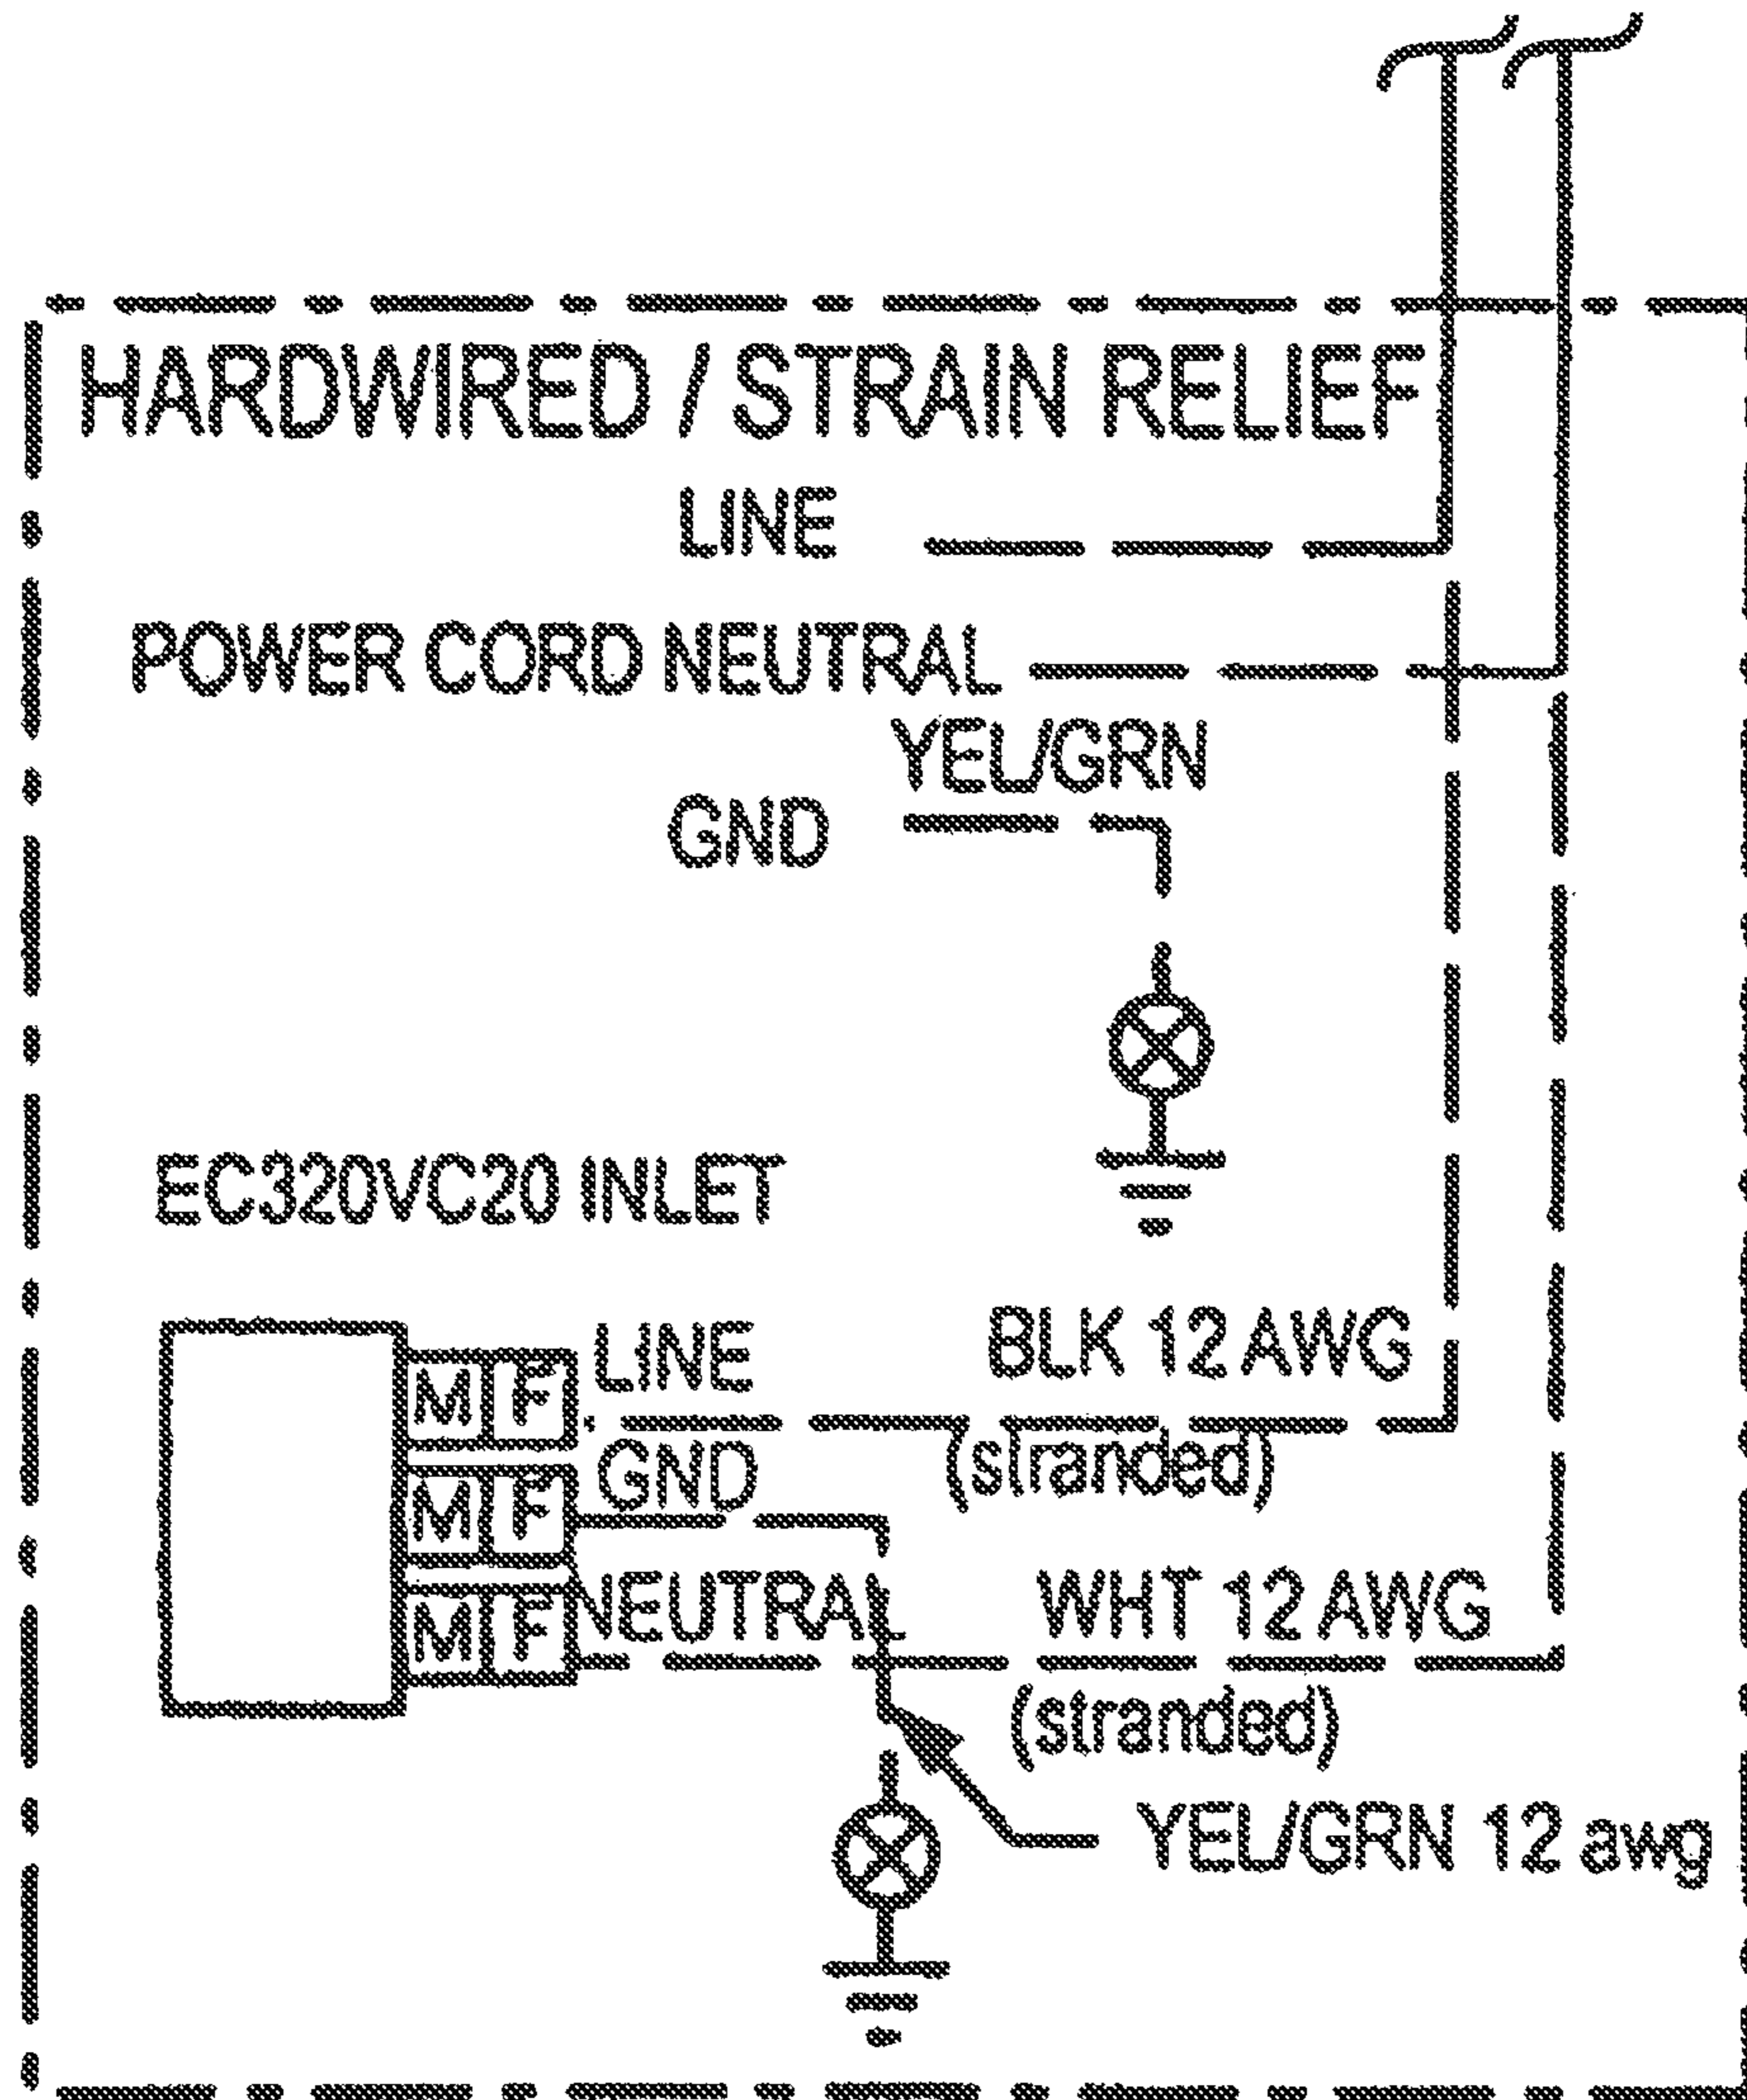 HARDWIRED / STRAIN RELIEF
LINE
POWER CORD NEUTRAL
YEL/GRN
GND
EC320VC20 INLET
LINE BLK 12 AWG
M F
GND (stranded)
M F
NEUTRAL WHT 12 AWG
M F
(stranded)
YEL/GRN 12 awg